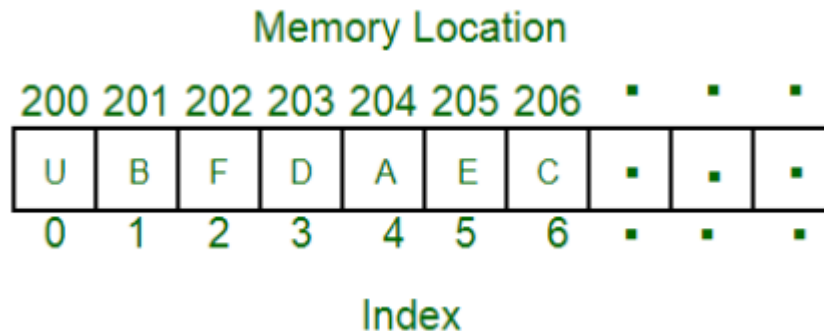 Memory Location
200 201 202 203 204 205 206 . . .
U B F D A E C . . .
0 1 2 3 4 5 6 . . .
Index